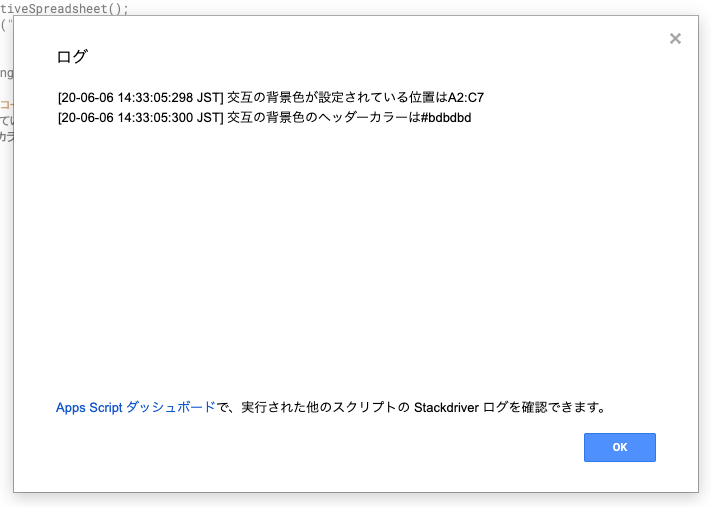 tiveSpreadsheet();
("
ng
コー
てい
カラ
ログ
[20-06-06 14:33:05:298 JST] 交互の背景色が設定されている位置はA2:C7
[20-06-06 14:33:05:300 JST] 交互の背景色のヘッダーカラーは#bdbdbd
Apps Script ダッシュボードで、実行された他のスクリプトの Stackdriver ログを確認できます。
OK